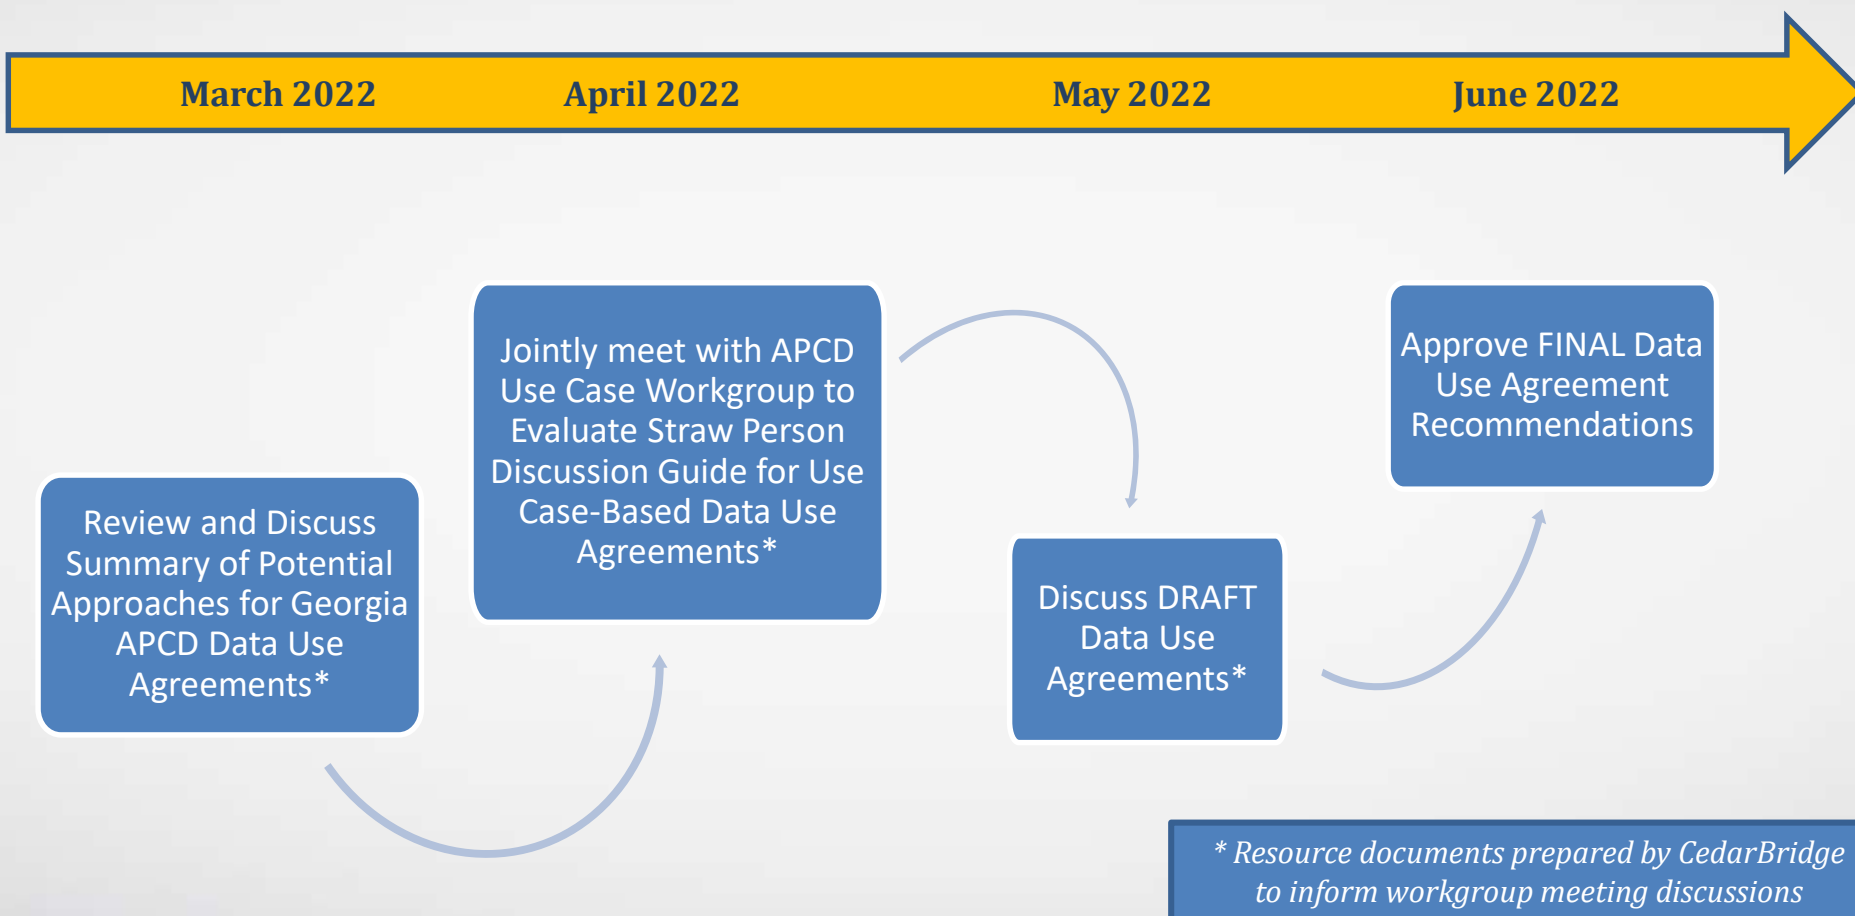 March 2022
April 2022
May 2022
June 2022
Review and Discuss
Summary of Potential
Approaches for Georgia
APCD Data Use
Agreements*
Jointly meet with APCD
Use Case Workgroup to
Evaluate Straw Person
Discussion Guide for Use
Case-Based Data Use
Agreements*
Discuss DRAFT
Data Use
Agreements*
Approve FINAL Data
Use Agreement
Recommendations
* Resource documents prepared by CedarBridge
to inform workgroup meeting discussions